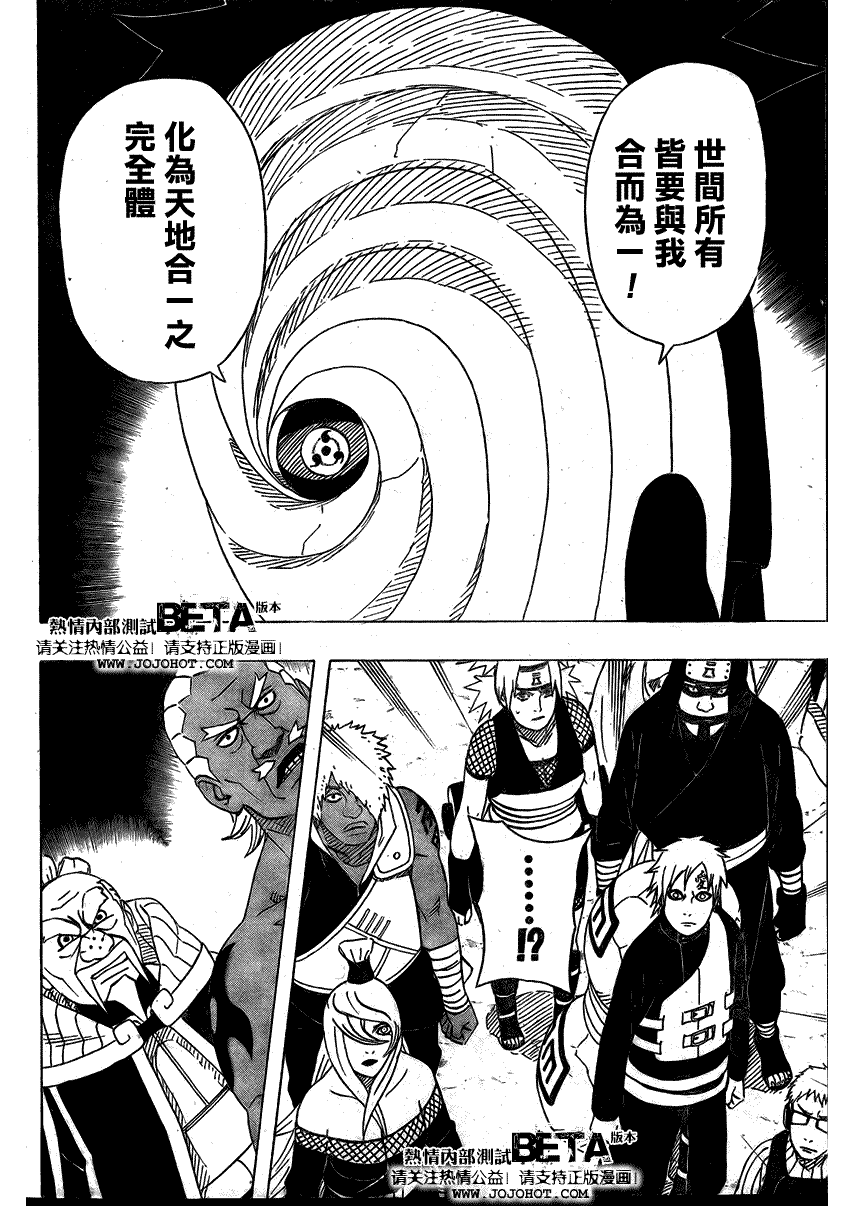 世間所有
皆要與我
合而為一！
化為天地合一之
完全體
熱情內部測試BETA版本
请关注热情公益！请支持正版漫画！
WWW.JOJOHOT.COM
……!?
愛
熱情內部測試BETA版本
请关注热情公益！请支持正版漫画！
WWW.JOJOHOT.COM